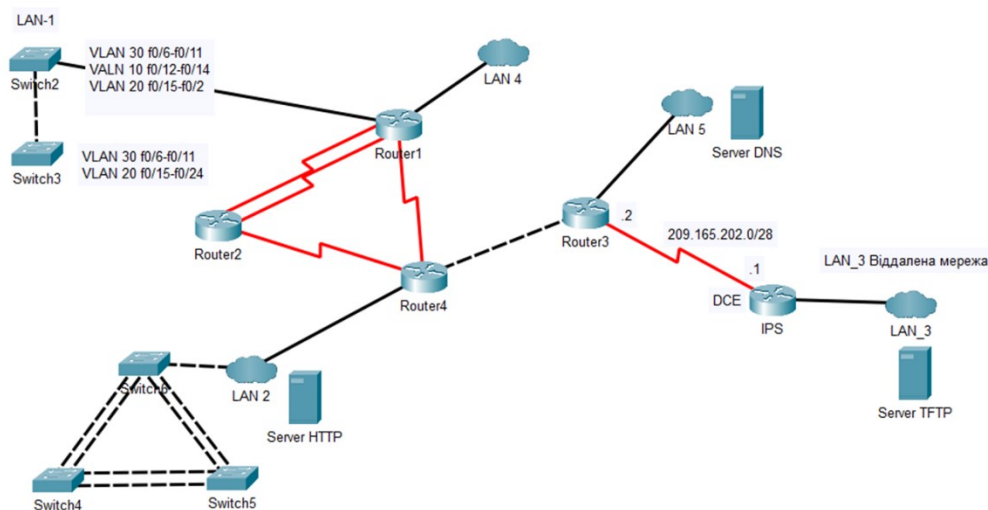 LAN-1
VLAN 30 f0/6-f0/11
VALN 10 f0/12-f0/14
VLAN 20 f0/15-f0/2
Switch2
LAN 4
Router1
VLAN 30 f0/6-f0/11
VLAN 20 f0/15-f0/24
Switch3
LAN 5
Server DNS
Router2
.2
Router3
209.165.202.0/28
.1
LAN_3 Віддалена мережа
Router4
DCE
IPS
LAN_3
Switch6
LAN 2
Server HTTP
Server TFTP
Switch4
Switch5